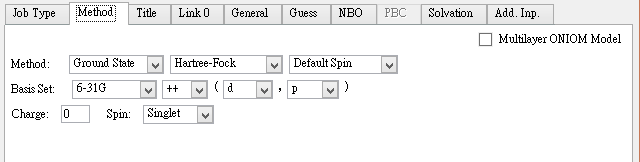 Job Type Method Title Link 0 General Guess NBO PBC Solvation Add. Inp.
Multilayer ONIOM Model
Method: Ground State Hartree-Fock Default Spin
Basis Set: 6-31G ++ ( d , p )
Charge: 0 Spin: Singlet